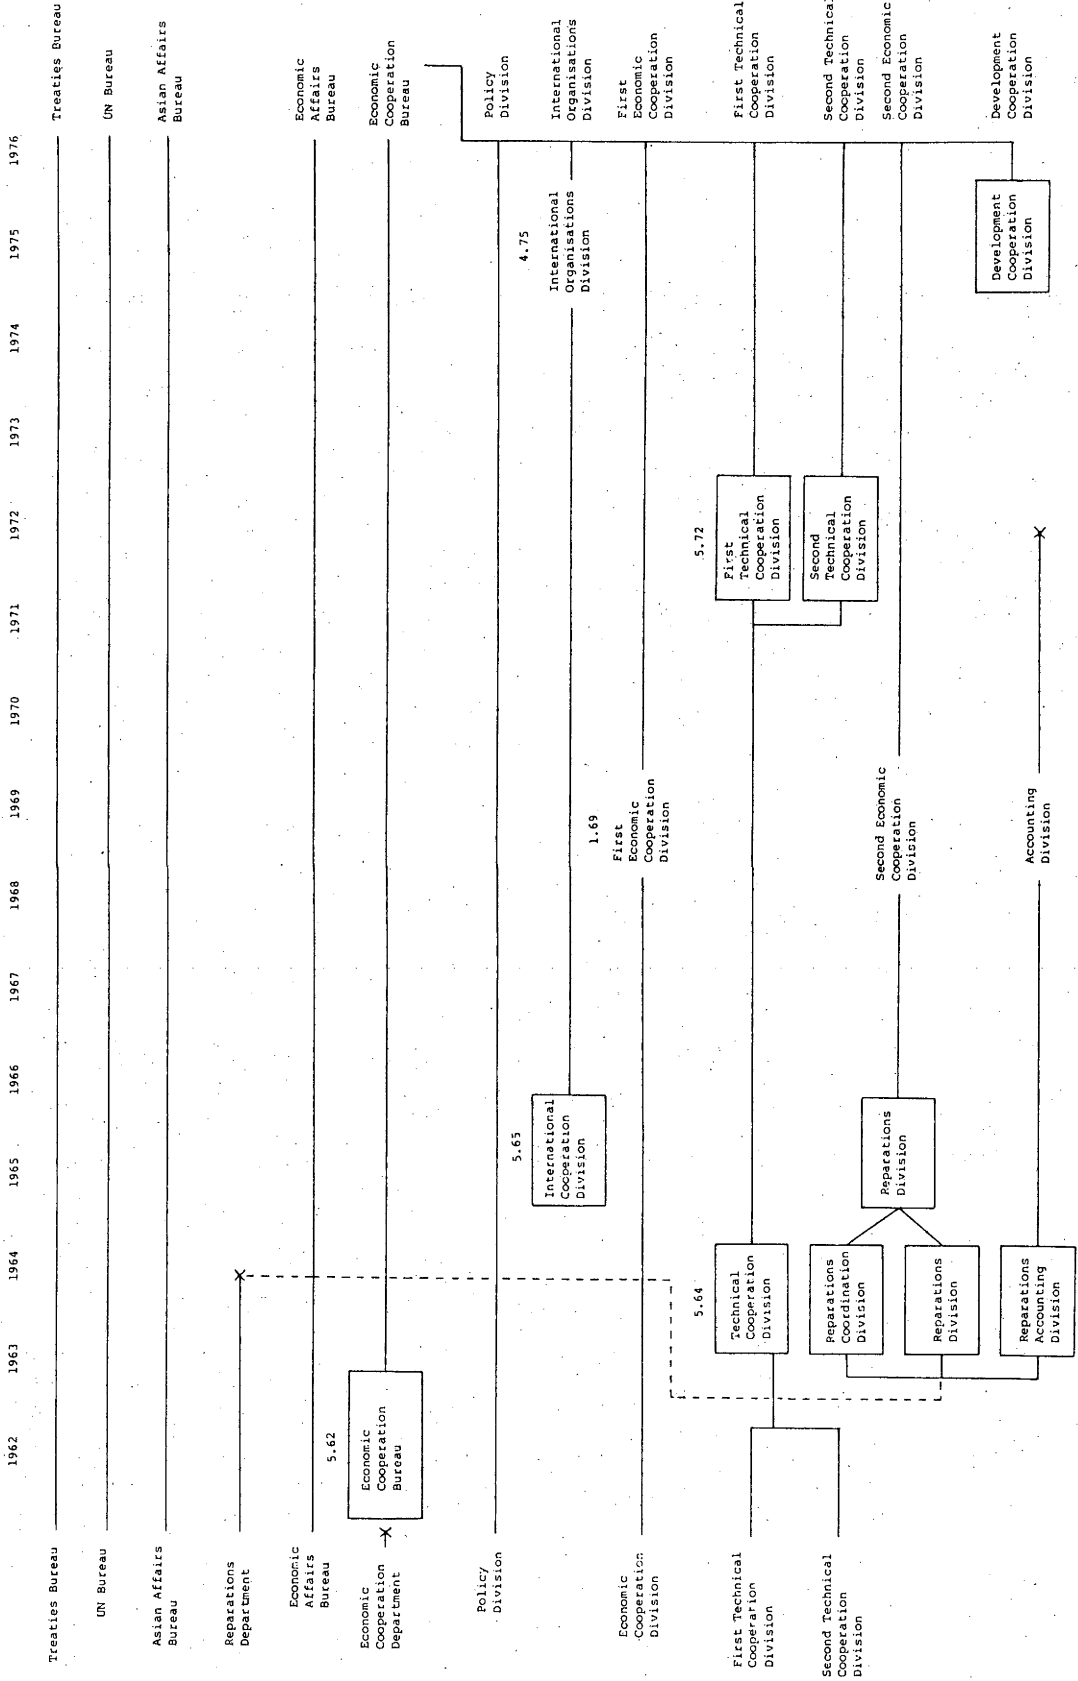 1962
1963
1964
1965
1966
1967
1968
1969
1970
1971
1972
1973
1974
1975
1976
Treaties Bureau
Treaties Bureau
UN Bureau
UN Bureau
Asian Affairs
Bureau
Asian Affairs
Bureau
Reparations
Department
X
Economic
Affairs
Bureau
Economic
Affairs
Bureau
5.62
Economic
Cooperation
Department
X
Economic
Cooperation
Bureau
Economic
Cooperation
Bureau
Policy
Division
Policy
Division
5.65
International
Cooperation
Division
4.75
International
Organisations
Division
International
Organisations
Division
Economic
Cooperation
Division
1.69
First
Economic
Cooperation
Division
First
Economic
Cooperation
Division
First Technical
Cooperation
Division
5.64
Technical
Cooperation
Division
5.72
First
Technical
Cooperation
Division
First Technical
Cooperation
Division
Second Technical
Cooperation
Division
Second
Technical
Cooperation
Division
Second Technical
Cooperation
Division
Reparations
Coordination
Division
Reparations
Division
Reparations
Division
Second Economic
Cooperation
Division
Second Economic
Cooperation
Division
Reparations
Accounting
Division
Accounting
Division
X
Development
Cooperation
Division
Development
Cooperation
Division